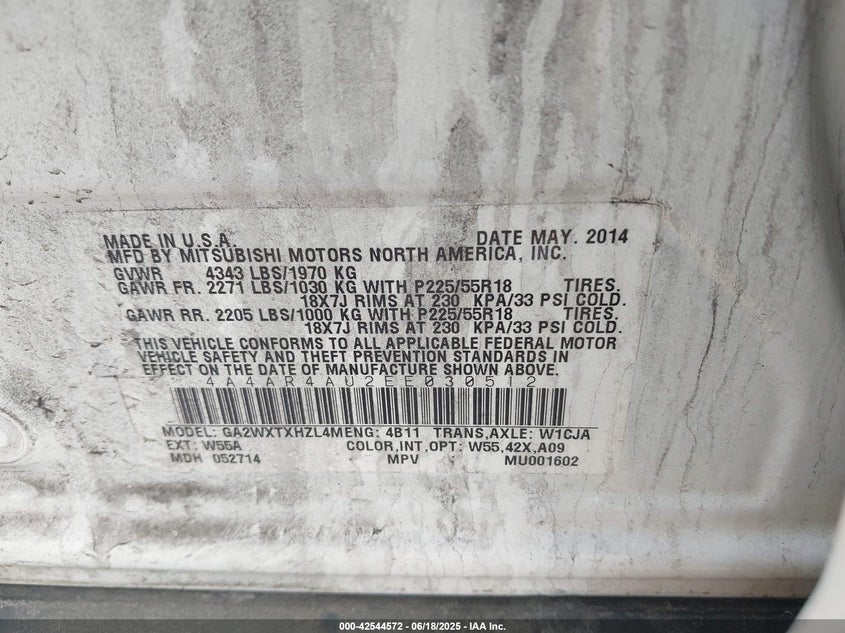 MADE IN U.S.A. DATE MAY. 2014
MFD BY MITSUBISHI MOTORS NORTH AMERICA, INC.
GVWR 4343 LBS/1970 KG
GAWR FR. 2271 LBS/1030 KG WITH P225/55R18 TIRES.
18X7J RIMS AT 230 KPA/33 PSI COLD.
GAWR RR. 2205 LBS/1000 KG WITH P225/55R18 TIRES.
18X7J RIMS AT 230 KPA/33 PSI COLD.
THIS VEHICLE CONFORMS TO ALL APPLICABLE FEDERAL MOTOR
VEHICLE SAFETY AND THEFT PREVENTION STANDARDS IN
EFFECT ON THE DATE OF MANUFACTURE SHOWN ABOVE.
4A4AR4AU2EE030512
MODEL: GA2WXTXHZL4MENG: 4B11 TRANS,AXLE: W1CJA
EXT: W55A COLOR,INT,OPT: W55,42X,A09
MDH 052714 MPV MU001602
000-42544572 / 06/18/2025 - IAA Inc.